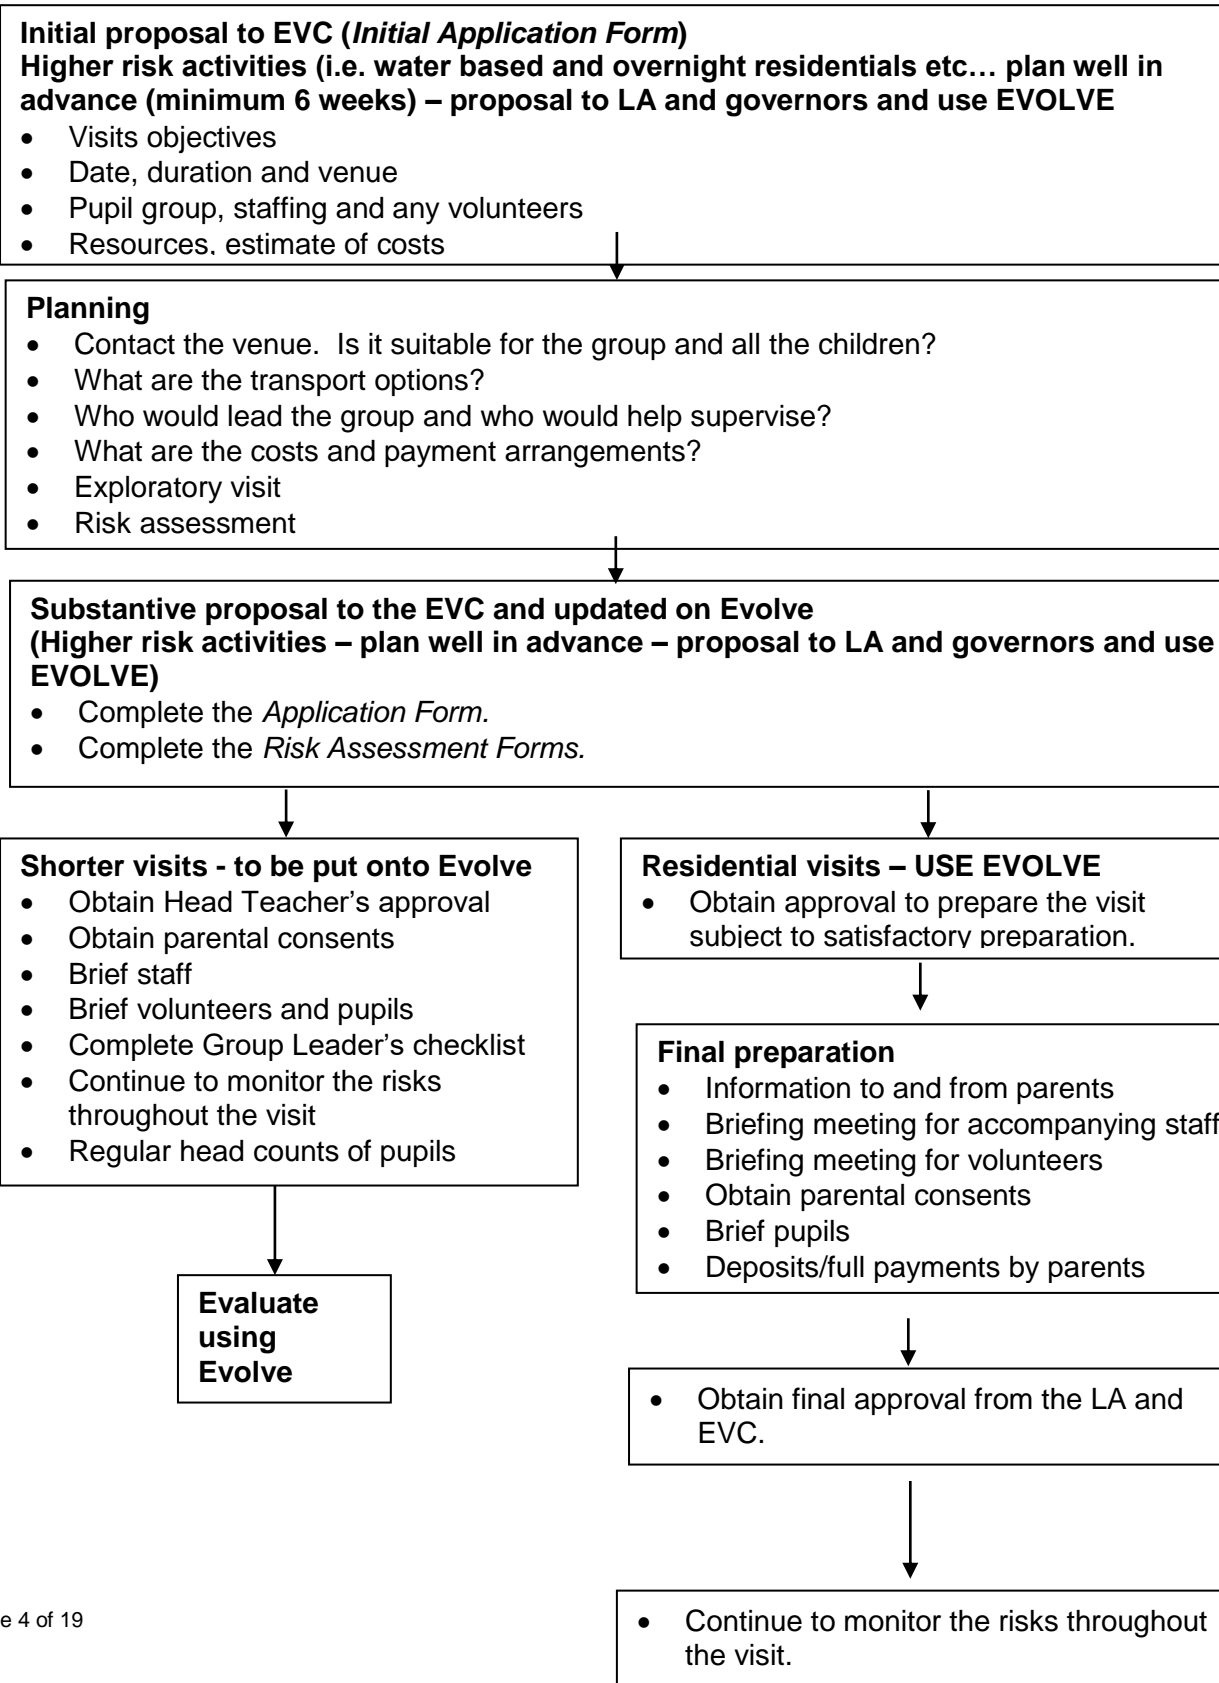 Initial proposal to EVC (Initial Application Form)
Higher risk activities (i.e. water based and overnight residentials etc… plan well in
advance (minimum 6 weeks) – proposal to LA and governors and use EVOLVE
• Visits objectives
• Date, duration and venue
• Pupil group, staffing and any volunteers
• Resources, estimate of costs
Planning
• Contact the venue.  Is it suitable for the group and all the children?
• What are the transport options?
• Who would lead the group and who would help supervise?
• What are the costs and payment arrangements?
• Exploratory visit
• Risk assessment
Substantive proposal to the EVC and updated on Evolve
(Higher risk activities – plan well in advance – proposal to LA and governors and use
EVOLVE)
• Complete the Application Form.
• Complete the Risk Assessment Forms.
Shorter visits - to be put onto Evolve
• Obtain Head Teacher’s approval
• Obtain parental consents
• Brief staff
• Brief volunteers and pupils
• Complete Group Leader’s checklist
• Continue to monitor the risks
throughout the visit
• Regular head counts of pupils
Evaluate
using
Evolve
Residential visits – USE EVOLVE
• Obtain approval to prepare the visit
subject to satisfactory preparation.
Final preparation
• Information to and from parents
• Briefing meeting for accompanying staff
• Briefing meeting for volunteers
• Obtain parental consents
• Brief pupils
• Deposits/full payments by parents
• Obtain final approval from the LA and
EVC.
• Continue to monitor the risks throughout
the visit.
e 4 of 19